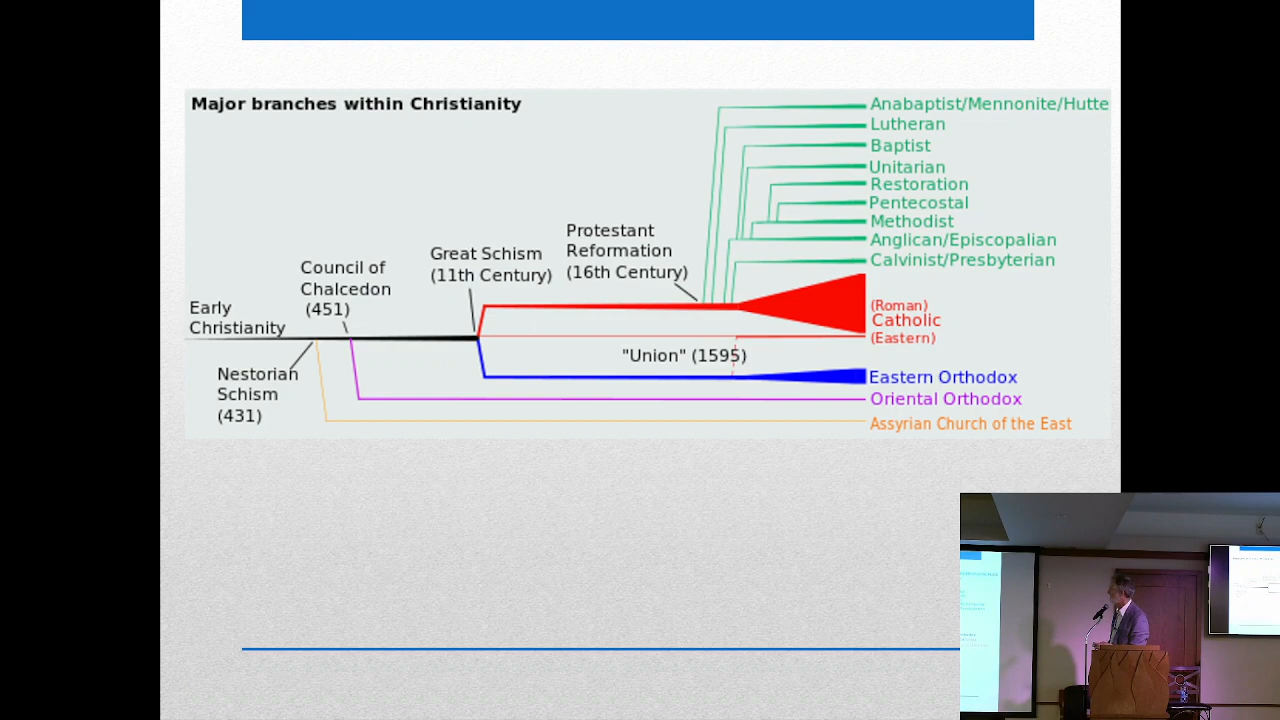 Major branches within Christianity
Anabaptist/Mennonite/Hutte
Lutheran
Baptist
Unitarian
Restoration
Pentecostal
Methodist
Anglican/Episcopalian
Calvinist/Presbyterian
Protestant
Reformation
(16th Century)
Great Schism
(11th Century)
Council of
Chalcedon
(451)
Early
Christianity
(Roman)
Catholic
(Eastern)
"Union" (1595)
Nestorian
Schism
(431)
Eastern Orthodox
Oriental Orthodox
Assyrian Church of the East